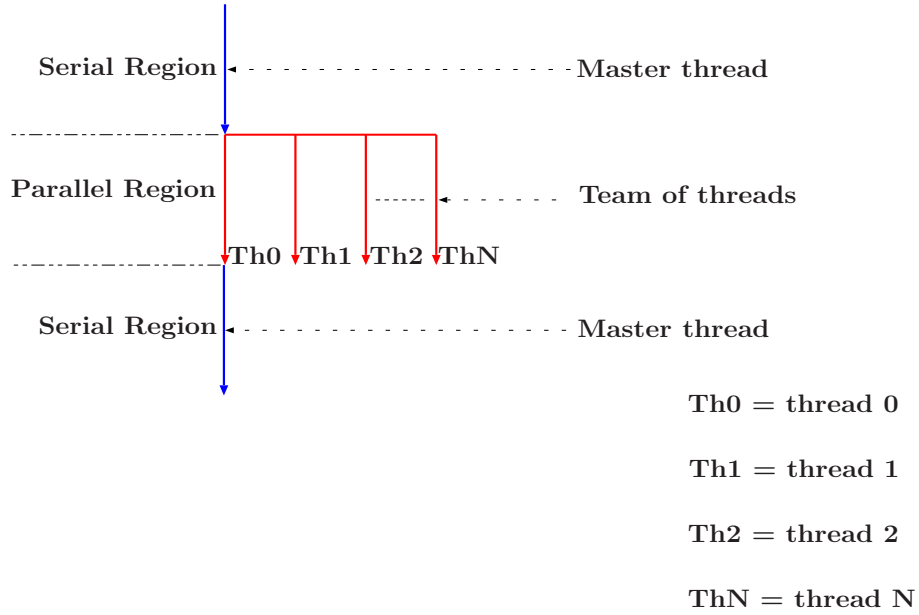 Serial Region Master thread
Parallel Region Team of threads
Th0 Th1 Th2 ThN
Serial Region Master thread
Th0 = thread 0
Th1 = thread 1
Th2 = thread 2
ThN = thread N